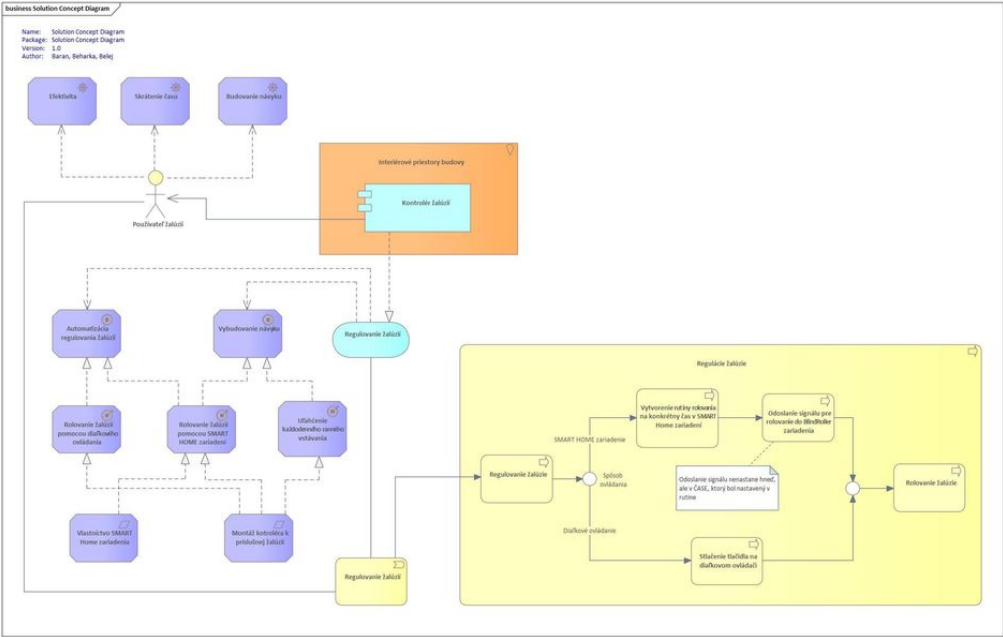 business Solution Concept Diagram
Name: Solution Concept Diagram
Package: Solution Concept Diagram
Version: 1.0
Author: Baran, Beharka, Belej
Efektivita
Skrátenie času
Budovanie návyku
Interiérové priestory budovy
Kontrolér žalúzií
Používateľ žalúzií
Automatizácia
regulovania žalúzií
Vybudovanie návyku
Regulovanie žalúzií
Regulácie žalúzie
Rolovanie žalúzií
pomocou diaľkového
ovládania
Rolovanie žalúzií
pomocou SMART
HOME zariadení
Uľahčenie
každodenného ranného
vstávania
Vytvorenie rutiny rolovania
na konkrétny čas v SMART
Home zariadení
Odoslanie signálu pre
rolovanie do BlindRoller
zariadenia
SMART HOME zariadenie
Regulovanie žalúzie
Spôsob
ovládania
Odoslanie signálu nenastane hneď,
ale v ČASE, ktorý bol nastavený v
rutine
Rolovanie žalúzie
Diaľkové ovládanie
Vlastníctvo SMART
Home zariadenia
Montáž kotroléra k
príslušnej žalúzií
Stlačenie tlačidla na
diaľkovom ovládači
Regulovanie žalúzií